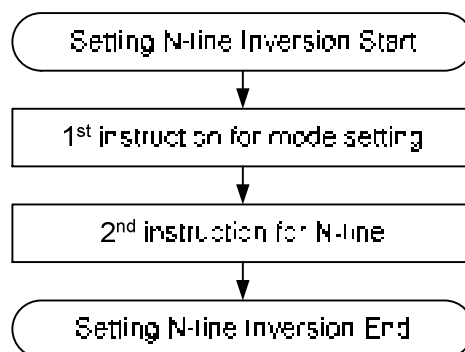 Setting N-line Inversion Start
1st instruction for mode setting
2nd instruction for N-line
Setting N-line Inversion End